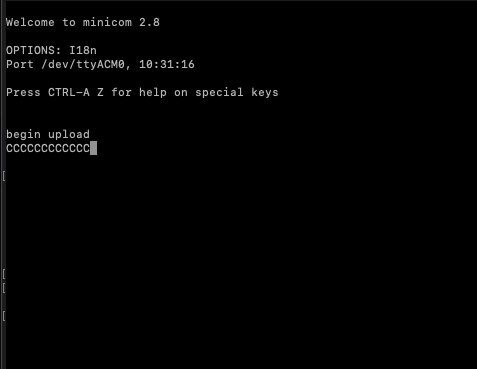 Welcome to minicom 2.8
OPTIONS: I18n
Port /dev/ttyACM0, 10:31:16
Press CTRL-A Z for help on special keys
begin upload
CCCCCCCCCCCC
[
[
[
[